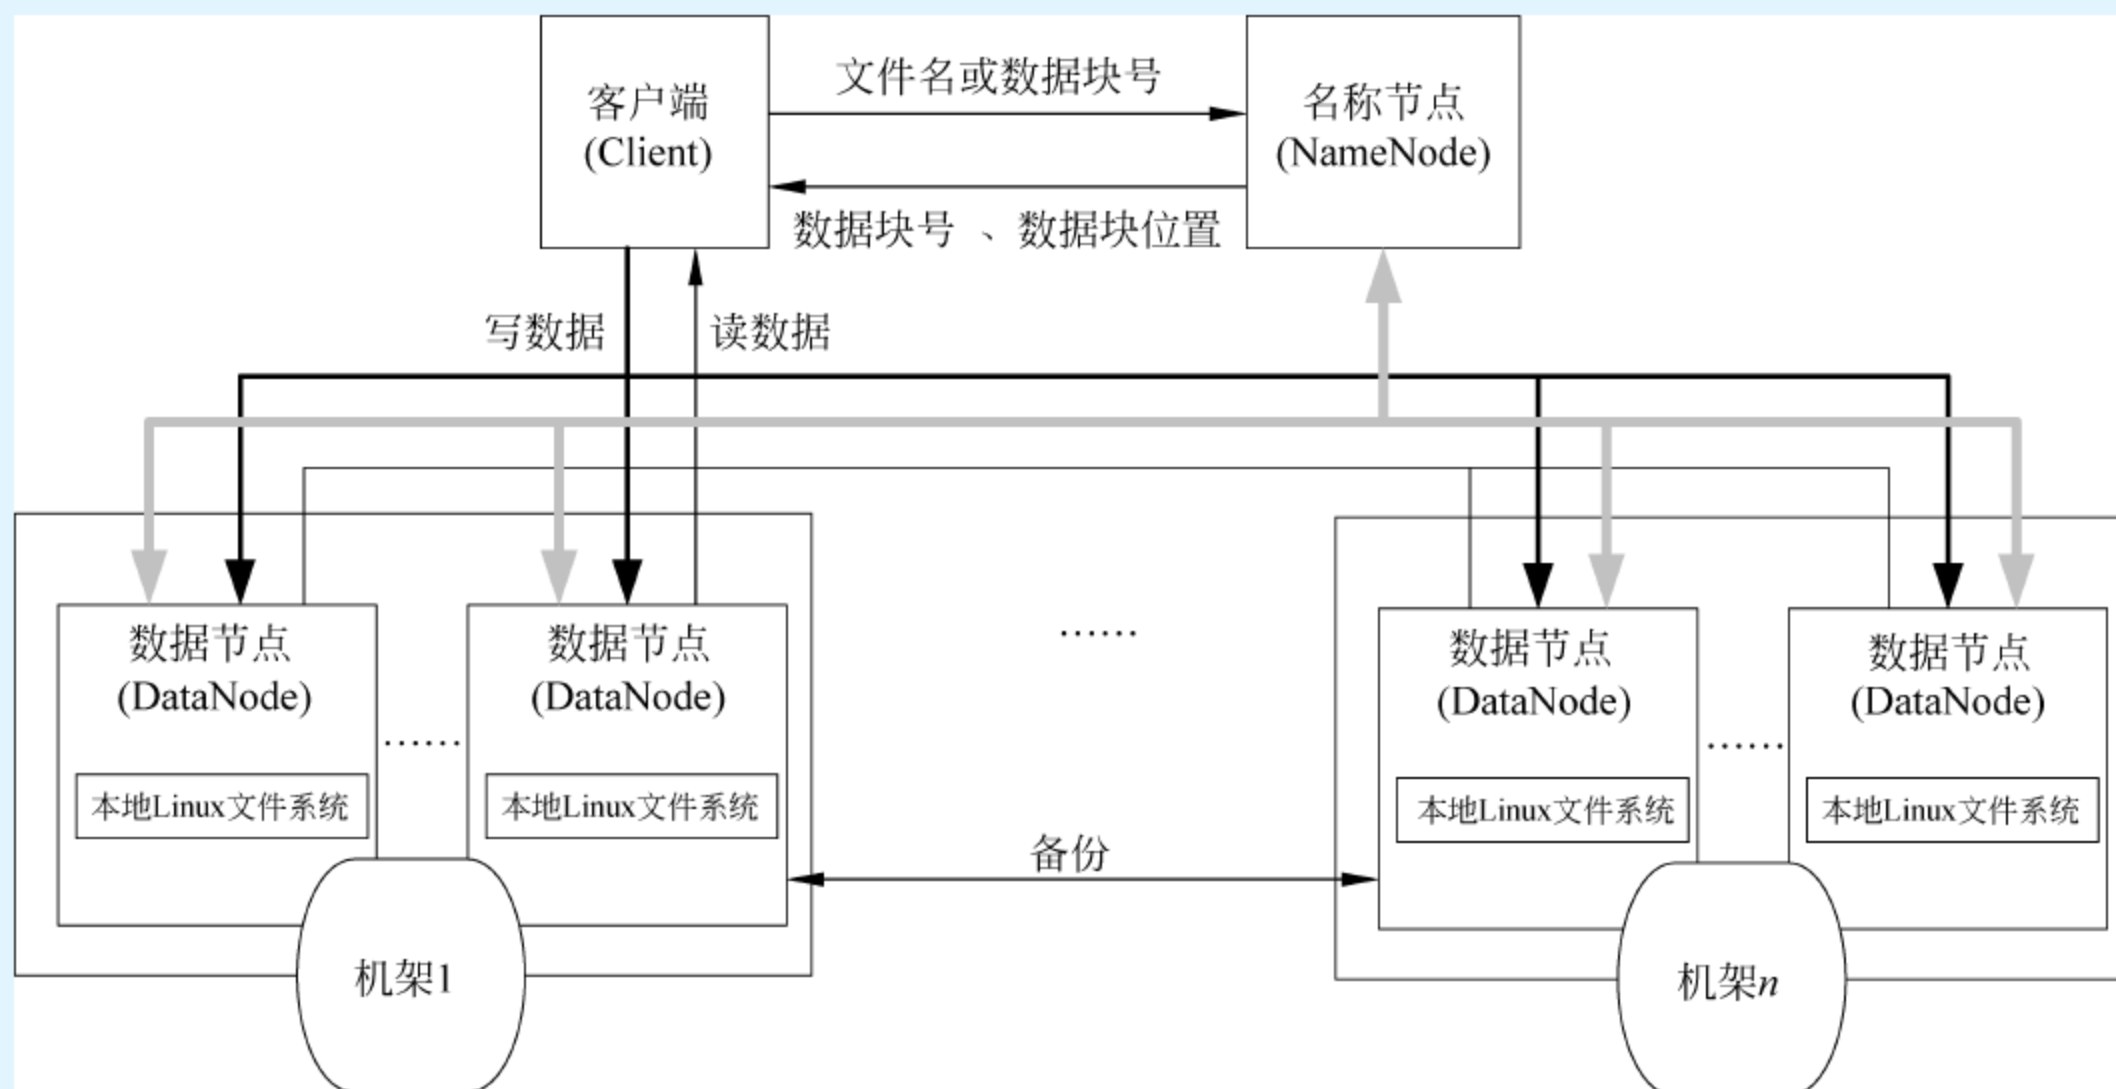 客户端
(Client)
文件名或数据块号
名称节点
(NameNode)
数据块号 、数据块位置
写数据
读数据
数据节点
(DataNode)
······
本地Linux文件系统
数据节点
(DataNode)
本地Linux文件系统
机架1
······
备份
数据节点
(DataNode)
······
本地Linux文件系统
数据节点
(DataNode)
本地Linux文件系统
机架n